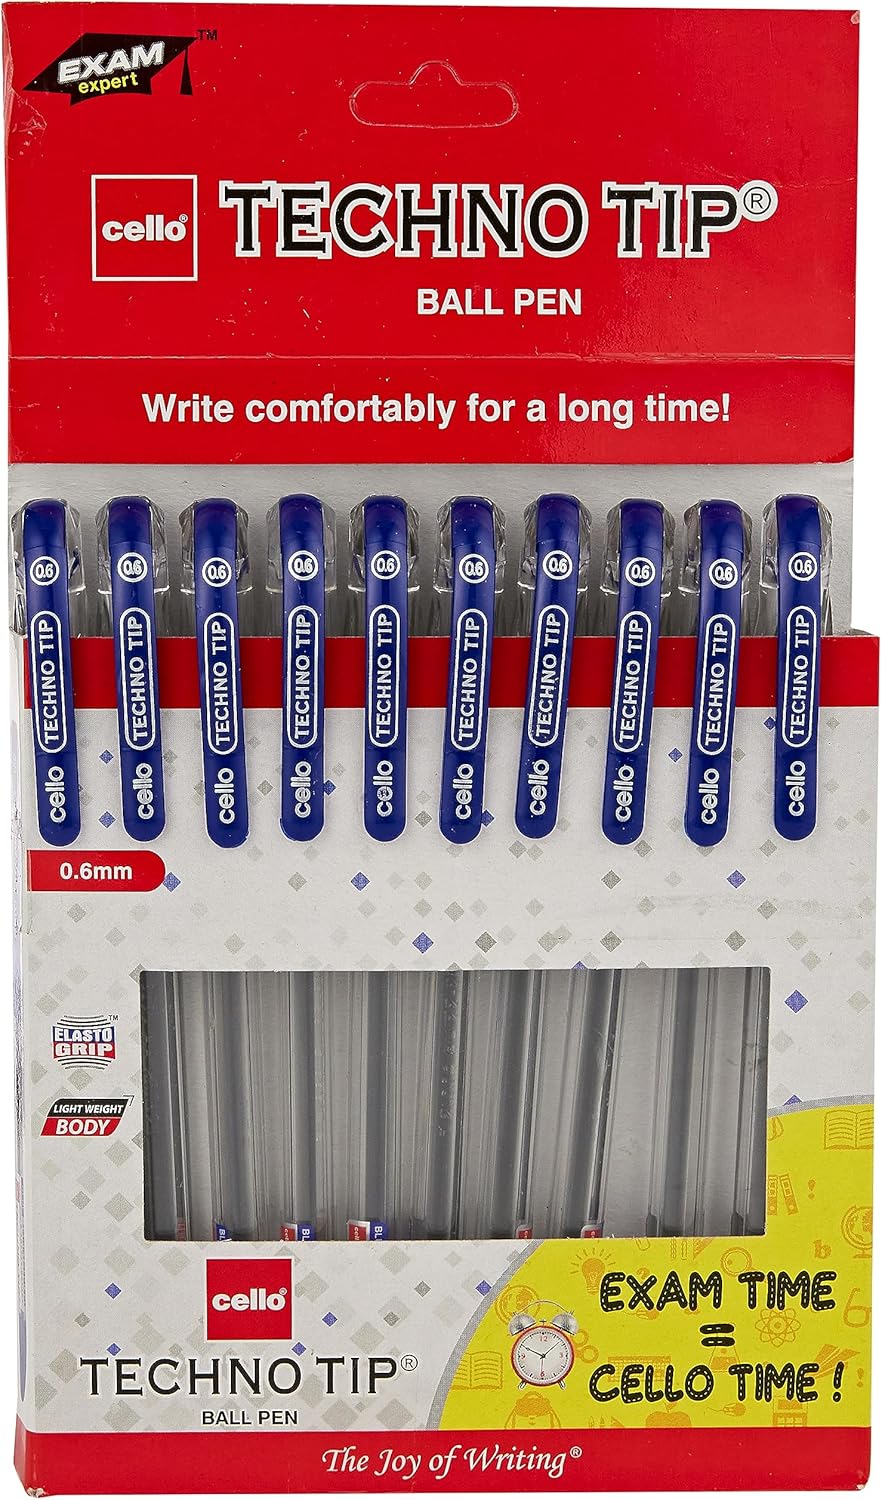 EXAM™
expert
cello®
TECHNO TIP®
BALL PEN
Write comfortably for a long time!
0.6 0.6 0.6 0.6 0.6 0.6 0.6 0.6 0.6 0.6
TECHNO TIP TECHNO TIP TECHNO TIP TECHNO TIP TECHNO TIP TECHNO TIP TECHNO TIP TECHNO TIP TECHNO TIP TECHNO TIP
cello cello cello cello cello cello cello cello cello cello
0.6mm
ELASTO™
GRIP
LIGHT WEIGHT
BODY
cello®
TECHNO TIP®
BALL PEN
EXAM TIME
=
CELLO TIME !
The Joy of Writing®